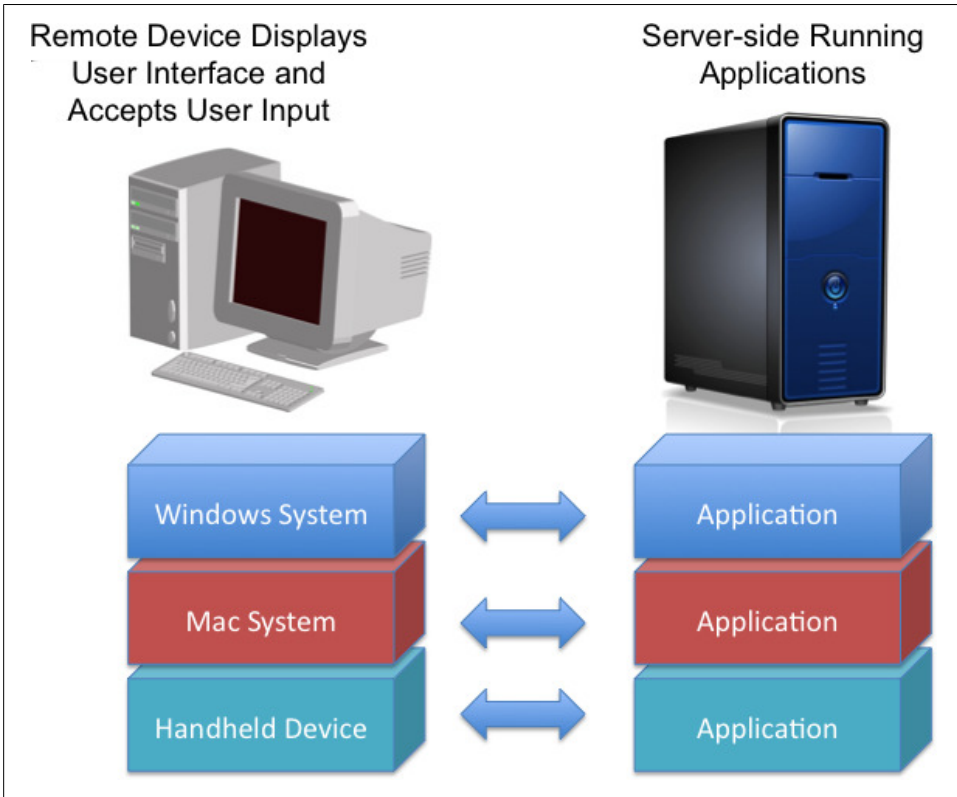 Remote Device Displays
User Interface and
Accepts User Input
Server-side Running
Applications
Windows System
Application
Mac System
Application
Handheld Device
Application